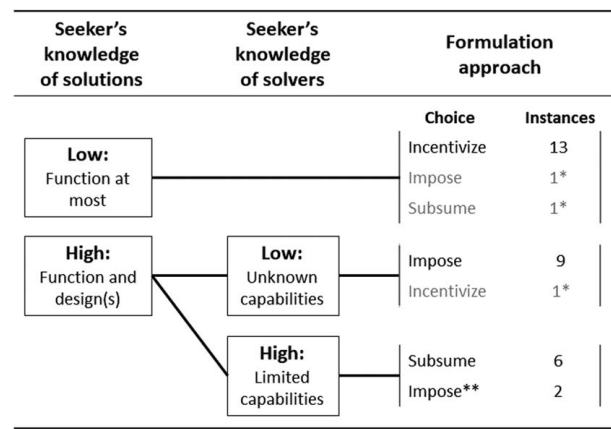 Seeker's knowledge of solutions
Seeker's knowledge of solvers
Formulation approach
Choice Instances
Low:
Function at most
Incentivize 13
Impose 1*
Subsume 1*
High:
Function and design(s)
Low:
Unknown capabilities
Impose 9
Incentivize 1*
High:
Limited capabilities
Subsume 6
Impose** 2